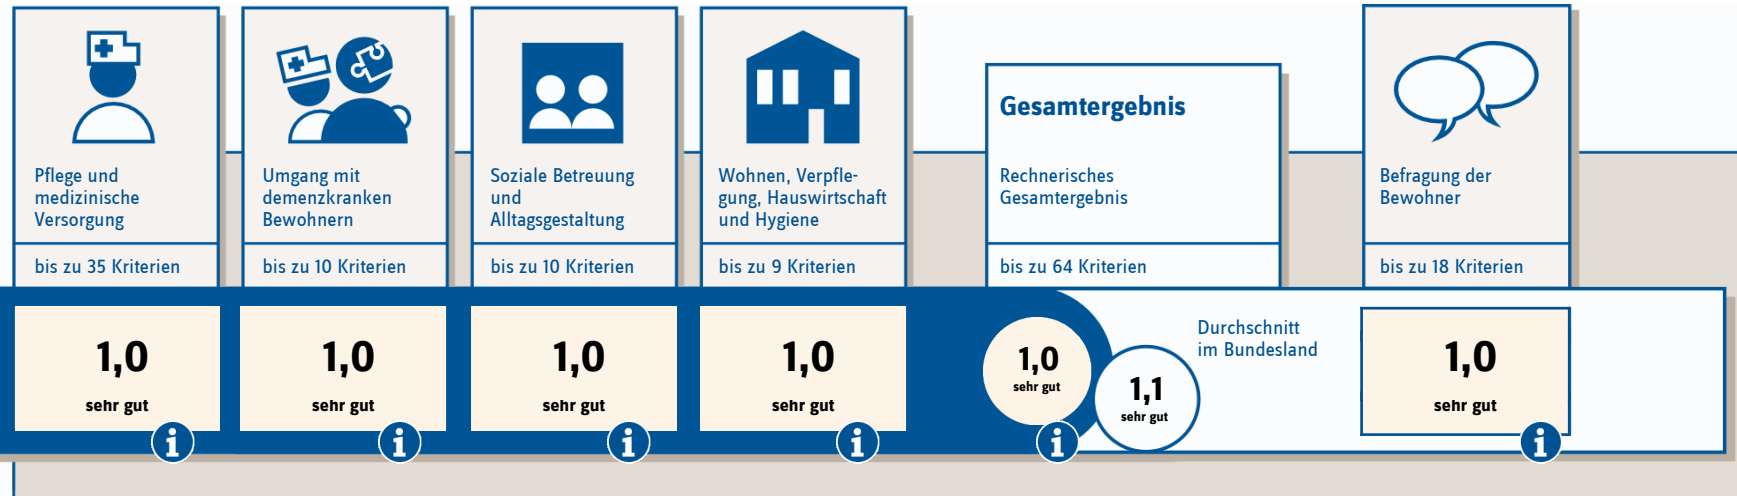 Pflege und
medizinische
Versorgung
bis zu 35 Kriterien
1,0
sehr gut
i
Umgang mit
demenzkranken
Bewohnern
bis zu 10 Kriterien
1,0
sehr gut
i
Soziale Betreuung
und
Alltagsgestaltung
bis zu 10 Kriterien
1,0
sehr gut
i
Wohnen, Verpfle-
gung, Hauswirtschaft
und Hygiene
bis zu 9 Kriterien
1,0
sehr gut
i
Gesamtergebnis
Rechnerisches
Gesamtergebnis
bis zu 64 Kriterien
1,0
sehr gut
i
1,1
sehr gut
Durchschnitt
im Bundesland
Befragung der
Bewohner
bis zu 18 Kriterien
1,0
sehr gut
i